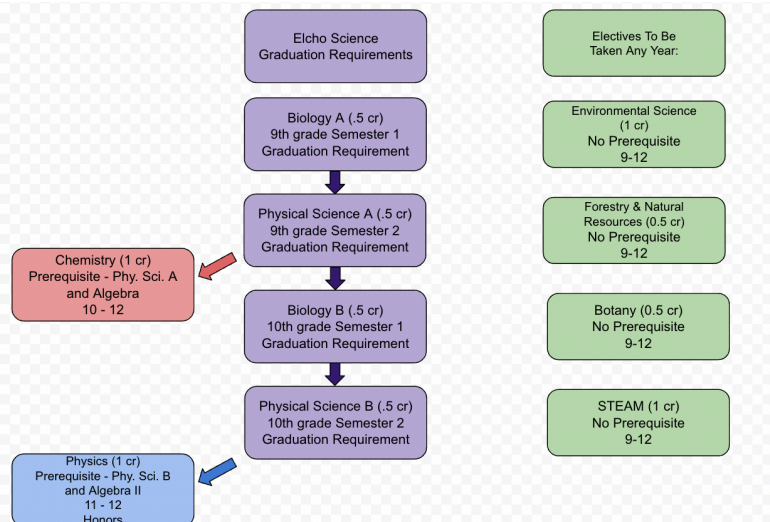 Elcho Science
Graduation Requirements
Electives To Be
Taken Any Year:
Biology A (.5 cr)
9th grade Semester 1
Graduation Requirement
Environmental Science
(1 cr)
No Prerequisite
9-12
Physical Science A (.5 cr)
9th grade Semester 2
Graduation Requirement
Forestry & Natural
Resources (0.5 cr)
No Prerequisite
9-12
Chemistry (1 cr)
Prerequisite - Phy. Sci. A
and Algebra
10 - 12
Biology B (.5 cr)
10th grade Semester 1
Graduation Requirement
Botany (0.5 cr)
No Prerequisite
9-12
Physical Science B (.5 cr)
10th grade Semester 2
Graduation Requirement
STEAM (1 cr)
No Prerequisite
9-12
Physics (1 cr)
Prerequisite - Phy. Sci. B
and Algebra II
11 - 12
Honors